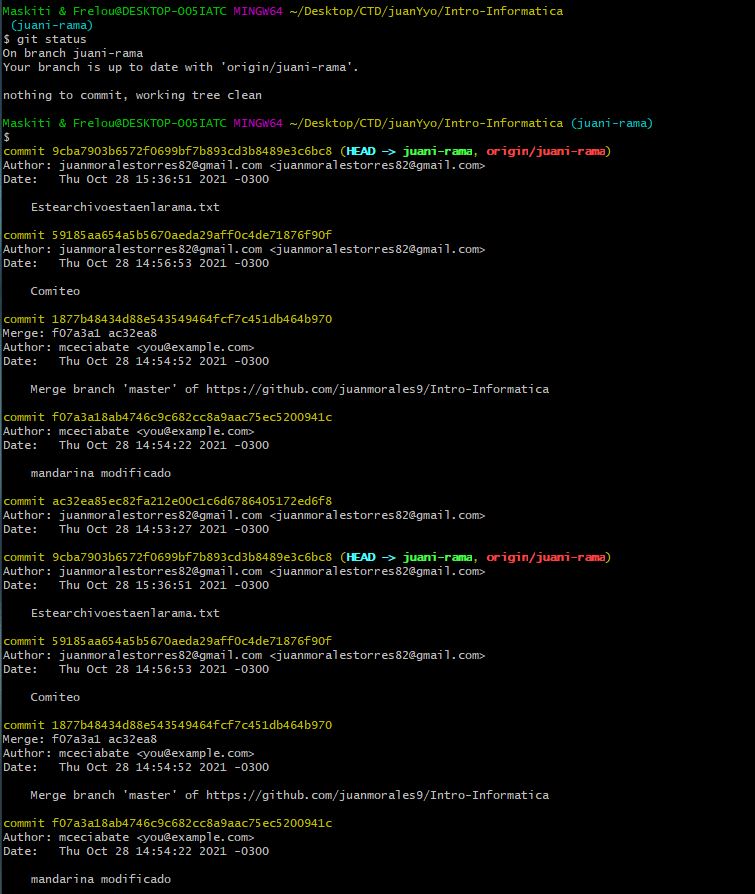 Maskiti & Frelou@DESKTOP-OO5IATC MINGW64 ~/Desktop/CTD/juanYyo/Intro-Informatica
(juani-rama)
$ git status
On branch juani-rama
Your branch is up to date with 'origin/juani-rama'.
nothing to commit, working tree clean
Maskiti & Frelou@DESKTOP-OO5IATC MINGW64 ~/Desktop/CTD/juanYyo/Intro-Informatica (juani-rama)
$
commit 9cba7903b6572f0699bf7b893cd3b8489e3c6bc8 (HEAD -> juani-rama, origin/juani-rama)
Author: juanmoralestorres82@gmail.com <juanmoralestorres82@gmail.com>
Date:   Thu Oct 28 15:36:51 2021 -0300
Estearchivoestaenlarama.txt
commit 59185aa654a5b5670aeda29aff0c4de71876f90f
Author: juanmoralestorres82@gmail.com <juanmoralestorres82@gmail.com>
Date:   Thu Oct 28 14:56:53 2021 -0300
Comiteo
commit 1877b48434d88e543549464fcf7c451db464b970
Merge: f07a3a1 ac32ea8
Author: mceciabate <you@example.com>
Date:   Thu Oct 28 14:54:52 2021 -0300
Merge branch 'master' of https://github.com/juanmorales9/Intro-Informatica
commit f07a3a18ab4746c9c682cc8a9aac75ec5200941c
Author: mceciabate <you@example.com>
Date:   Thu Oct 28 14:54:22 2021 -0300
mandarina modificado
commit ac32ea85ec82fa212e00c1c6d6786405172ed6f8
Author: juanmoralestorres82@gmail.com <juanmoralestorres82@gmail.com>
Date:   Thu Oct 28 14:53:27 2021 -0300
commit 9cba7903b6572f0699bf7b893cd3b8489e3c6bc8 (HEAD -> juani-rama, origin/juani-rama)
Author: juanmoralestorres82@gmail.com <juanmoralestorres82@gmail.com>
Date:   Thu Oct 28 15:36:51 2021 -0300
Estearchivoestaenlarama.txt
commit 59185aa654a5b5670aeda29aff0c4de71876f90f
Author: juanmoralestorres82@gmail.com <juanmoralestorres82@gmail.com>
Date:   Thu Oct 28 14:56:53 2021 -0300
Comiteo
commit 1877b48434d88e543549464fcf7c451db464b970
Merge: f07a3a1 ac32ea8
Author: mceciabate <you@example.com>
Date:   Thu Oct 28 14:54:52 2021 -0300
Merge branch 'master' of https://github.com/juanmorales9/Intro-Informatica
commit f07a3a18ab4746c9c682cc8a9aac75ec5200941c
Author: mceciabate <you@example.com>
Date:   Thu Oct 28 14:54:22 2021 -0300
mandarina modificado